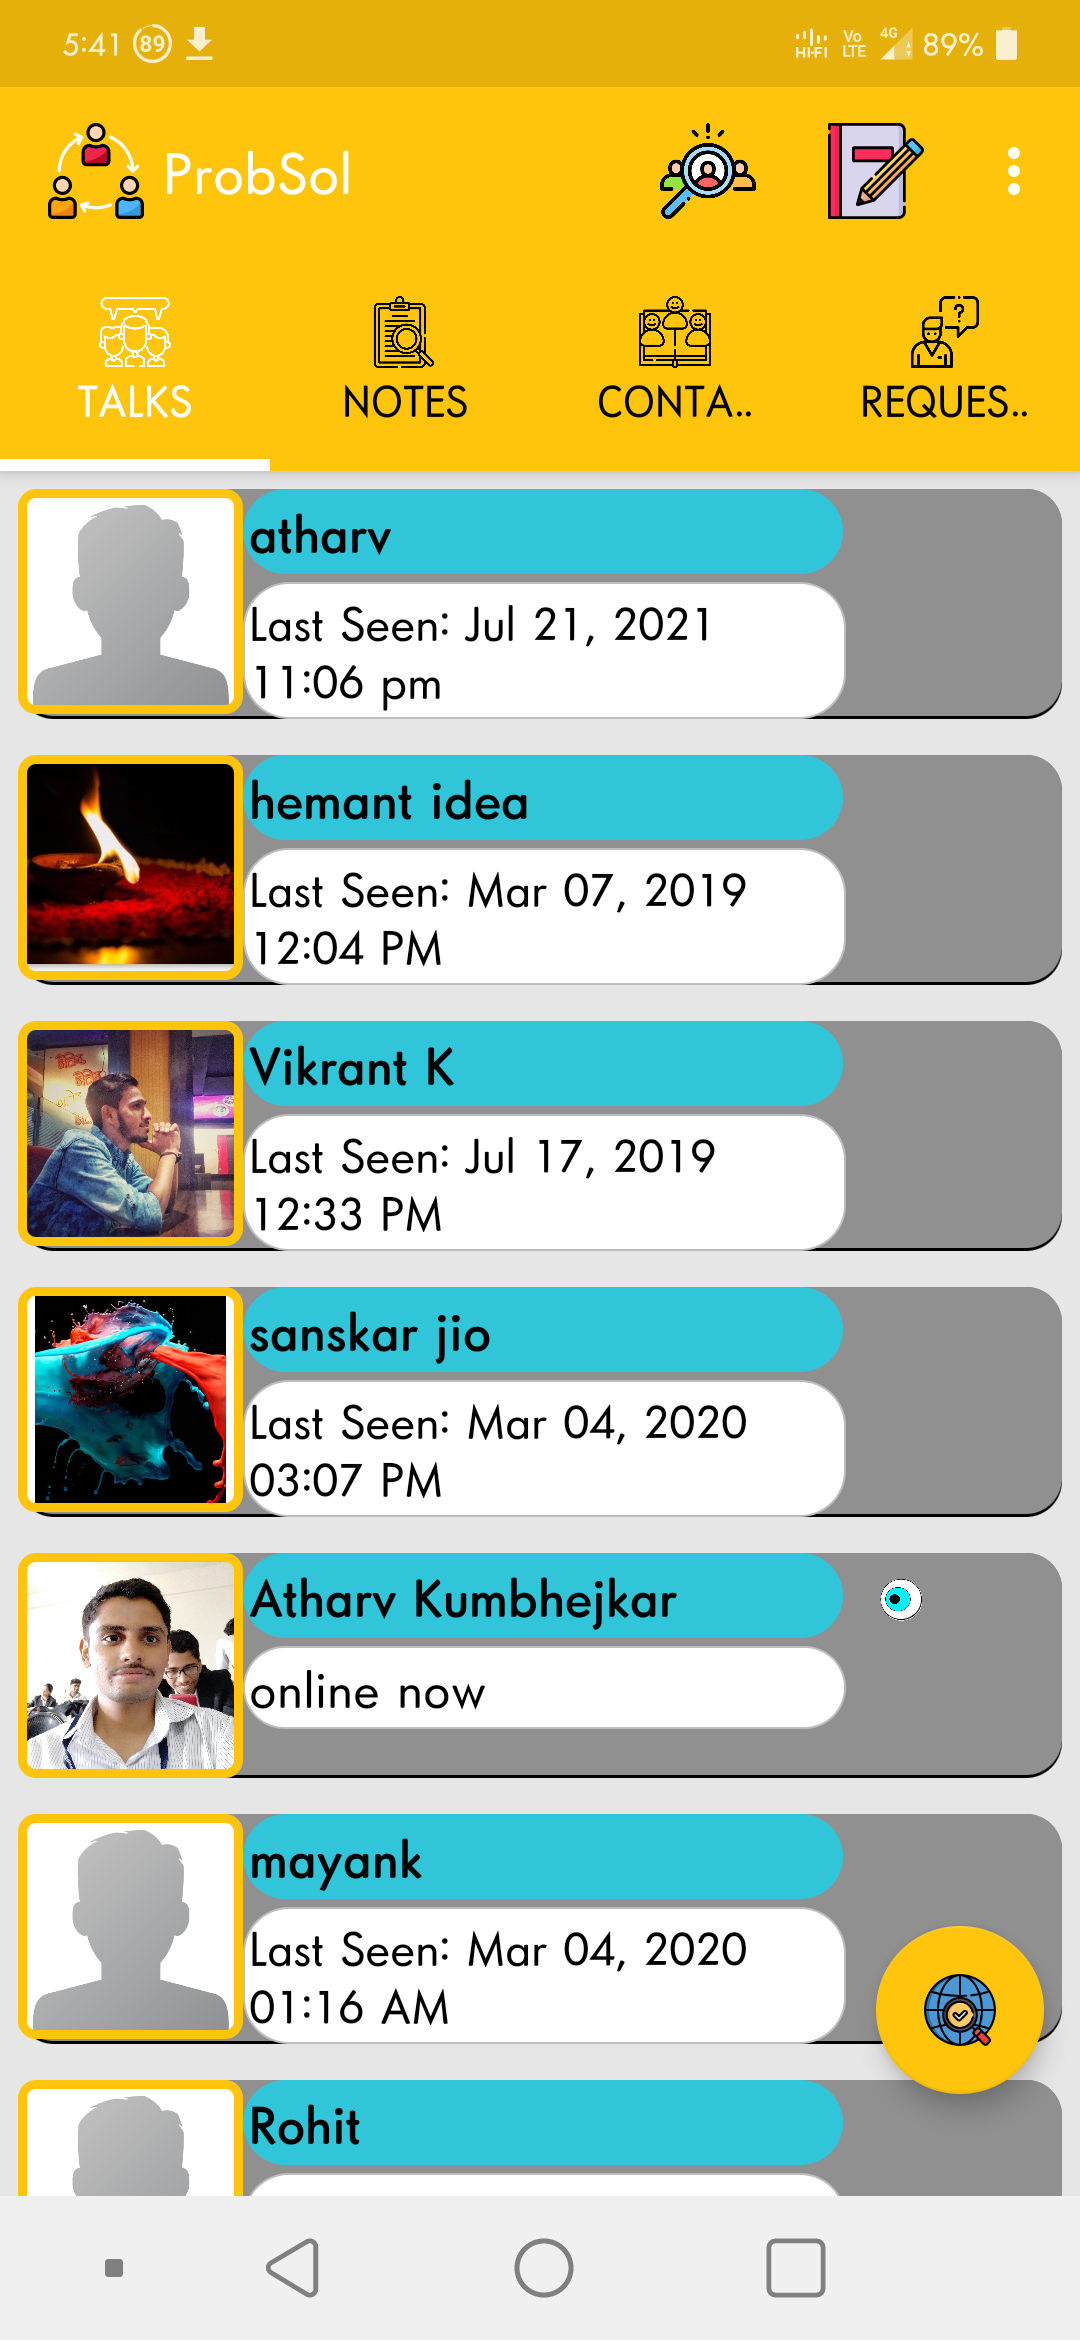 5:41 89 HI-FI Vo LTE 4G 89%
ProbSol
TALKS NOTES CONTA.. REQUES..
atharv
Last Seen: Jul 21, 2021
11:06 pm
hemant idea
Last Seen: Mar 07, 2019
12:04 PM
Vikrant K
Last Seen: Jul 17, 2019
12:33 PM
sanskar jio
Last Seen: Mar 04, 2020
03:07 PM
Atharv Kumbhejkar
online now
mayank
Last Seen: Mar 04, 2020
01:16 AM
Rohit